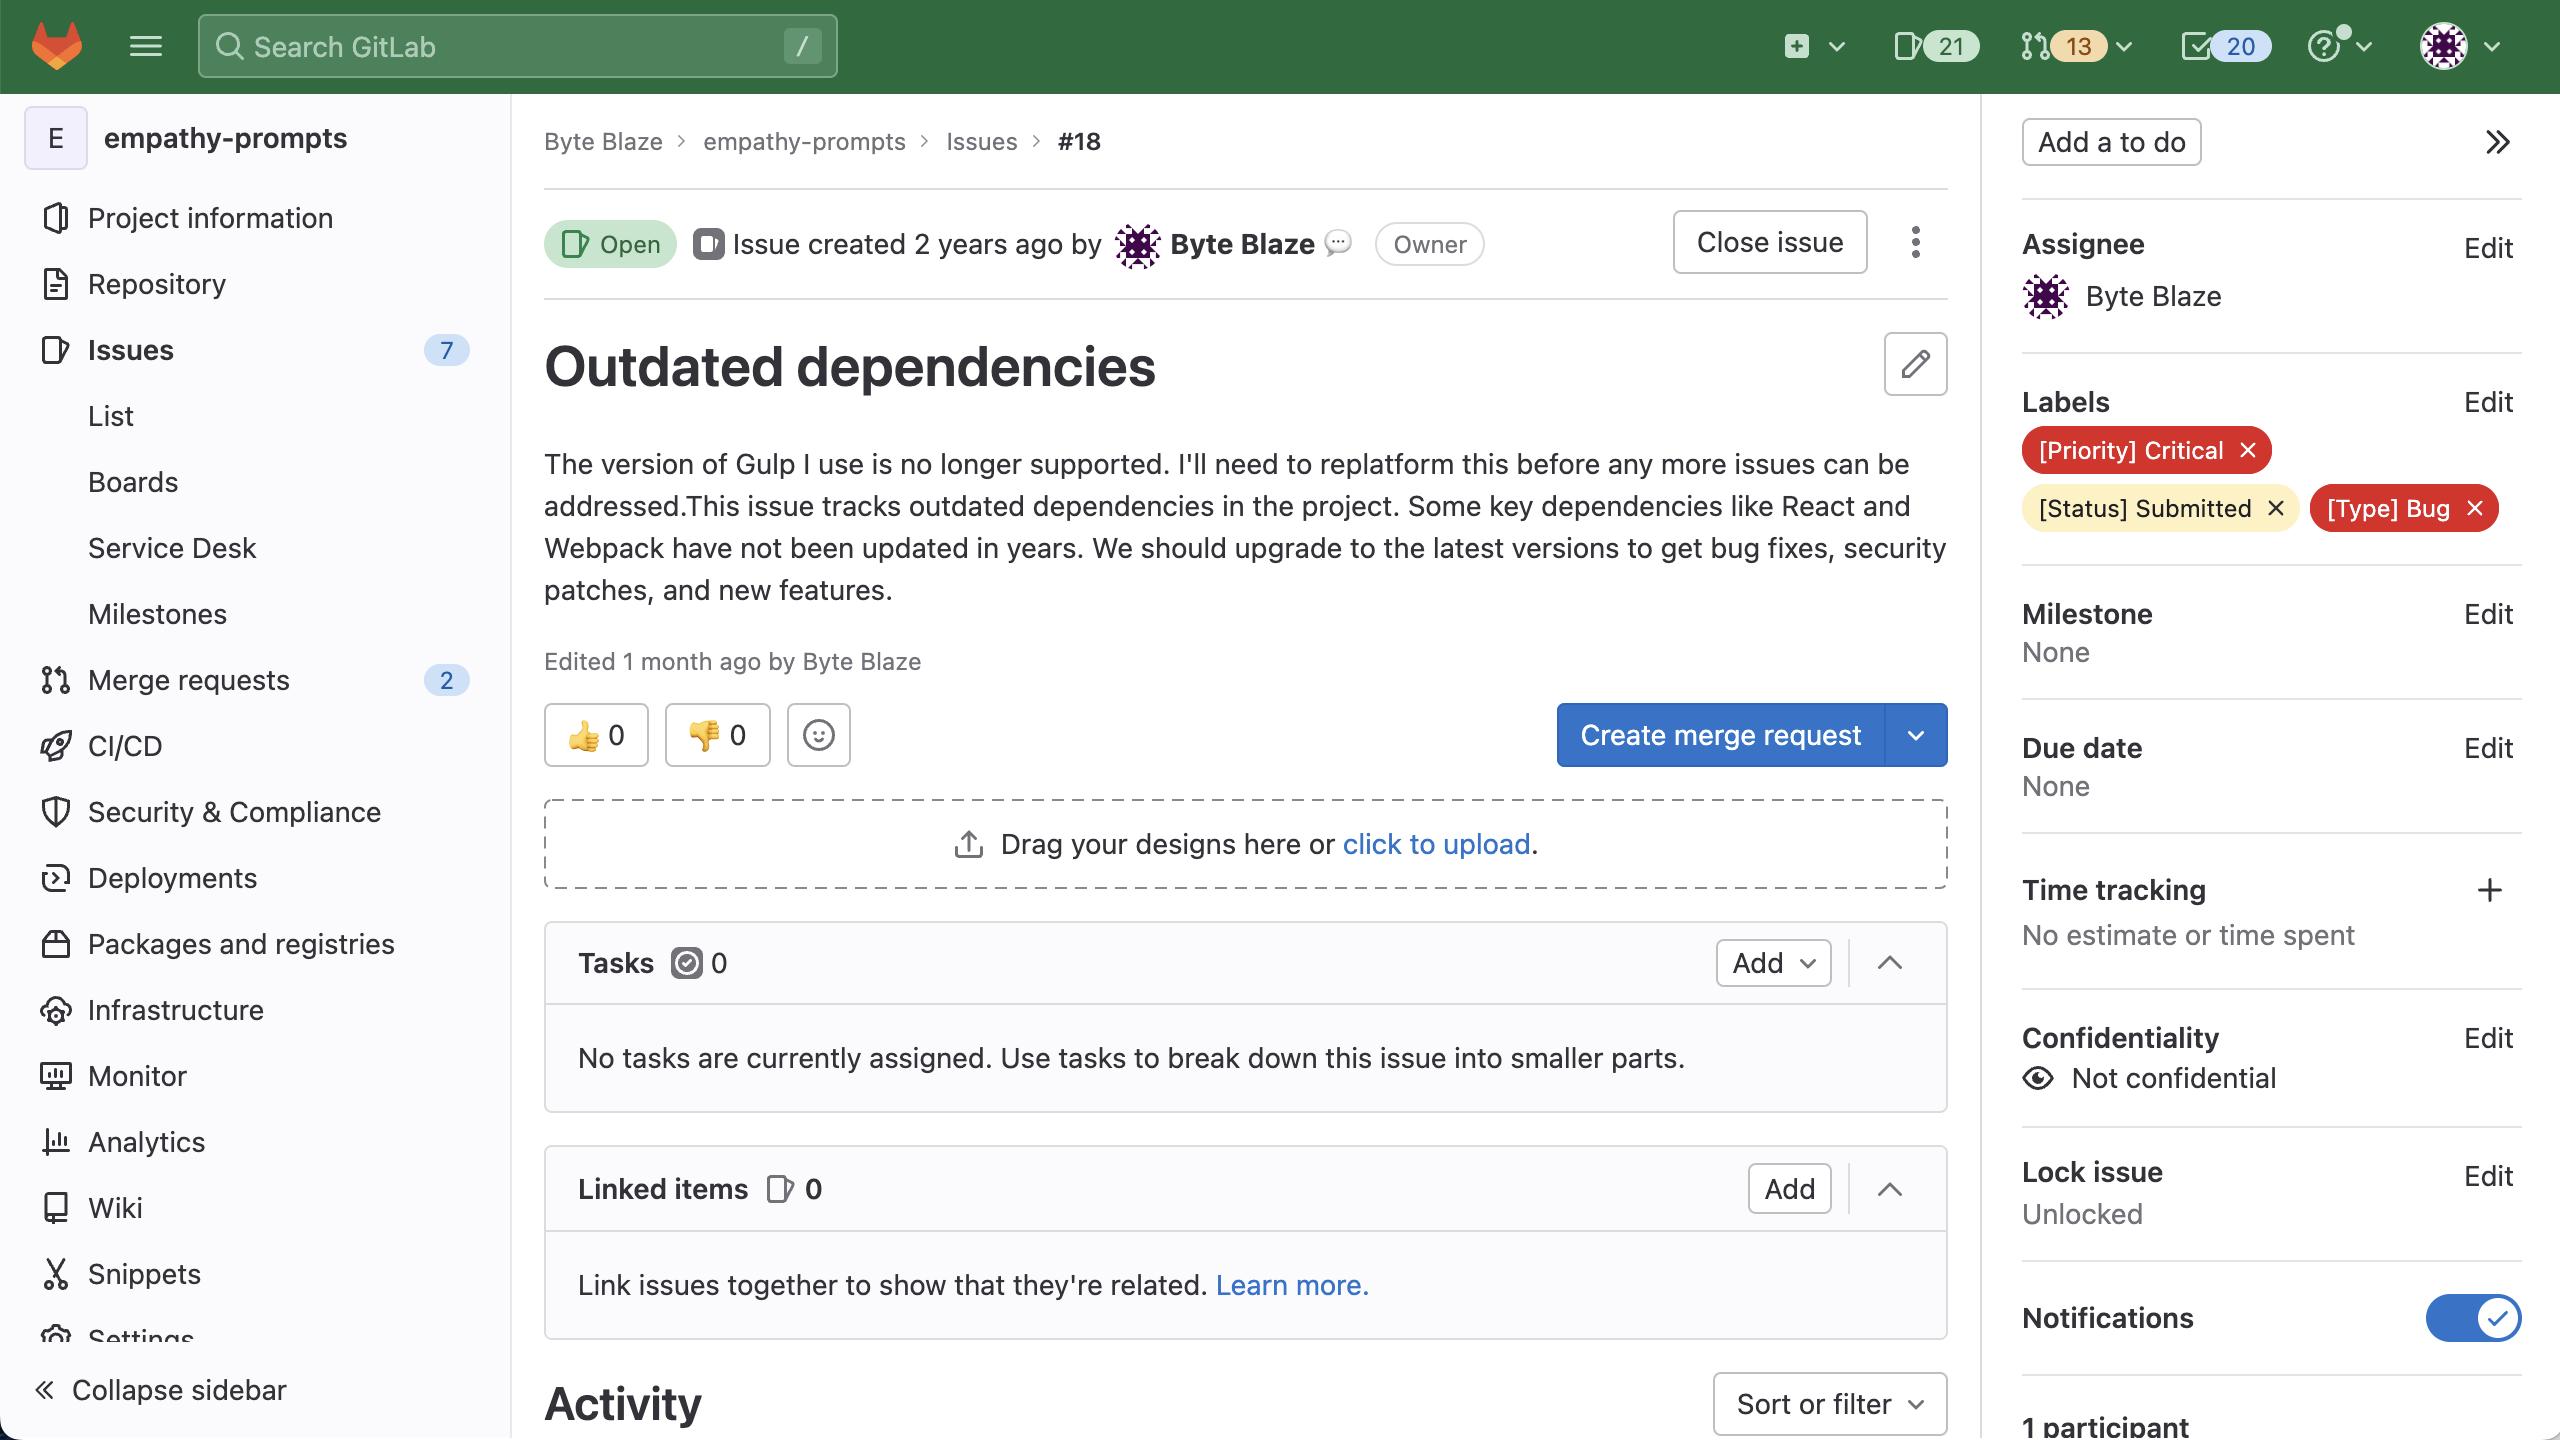 Search GitLab
/
21
13
20
E
empathy-prompts
Project information
Repository
Issues
7
List
Boards
Service Desk
Milestones
Merge requests
2
CI/CD
Security & Compliance
Deployments
Packages and registries
Infrastructure
Monitor
Analytics
Wiki
Snippets
Settings
Collapse sidebar
Byte Blaze
empathy-prompts
Issues
#18
Open
Issue created 2 years ago by
Byte Blaze
Owner
Close issue
Outdated dependencies
The version of Gulp I use is no longer supported. I'll need to replatform this before any more issues can be
addressed.This issue tracks outdated dependencies in the project. Some key dependencies like React and
Webpack have not been updated in years. We should upgrade to the latest versions to get bug fixes, security
patches, and new features.
Edited 1 month ago by Byte Blaze
0
0
Create merge request
Drag your designs here or click to upload.
Tasks
0
Add
No tasks are currently assigned. Use tasks to break down this issue into smaller parts.
Linked items
0
Add
Link issues together to show that they're related. Learn more.
Activity
Sort or filter
Add a to do
Assignee
Edit
Byte Blaze
Labels
Edit
[Priority] Critical
[Status] Submitted
[Type] Bug
Milestone
Edit
None
Due date
Edit
None
Time tracking
No estimate or time spent
Confidentiality
Edit
Not confidential
Lock issue
Edit
Unlocked
Notifications
1 participant